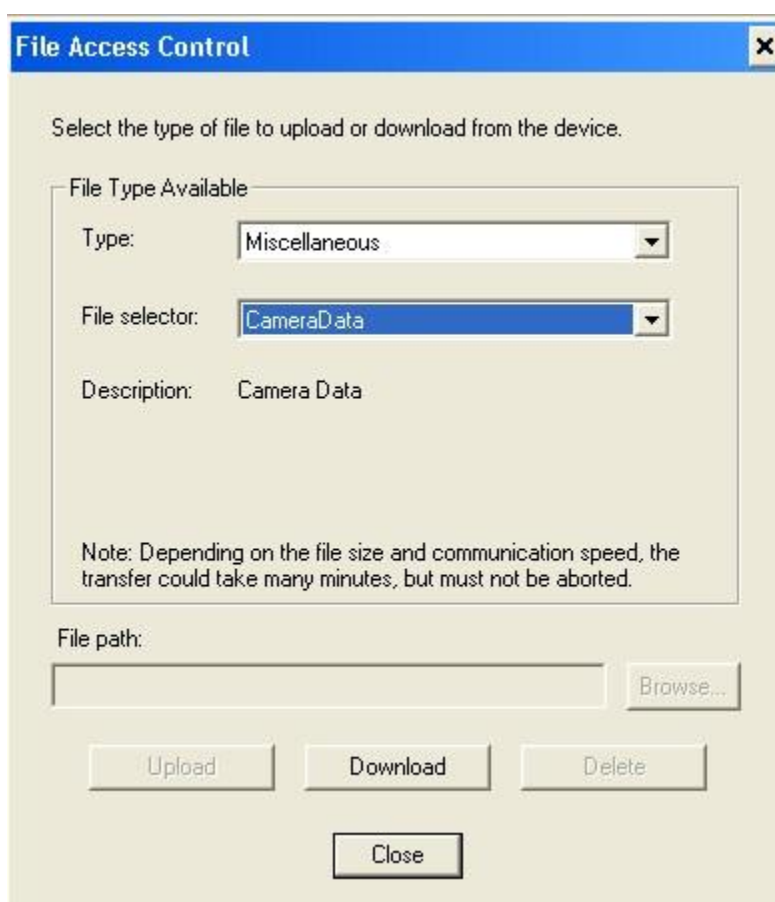 File Access Control
Select the type of file to upload or download from the device.
File Type Available
Type: Miscellaneous
File selector: CameraData
Description: Camera Data
Note: Depending on the file size and communication speed, the
transfer could take many minutes, but must not be aborted.
File path:
Browse...
Upload Download Delete
Close